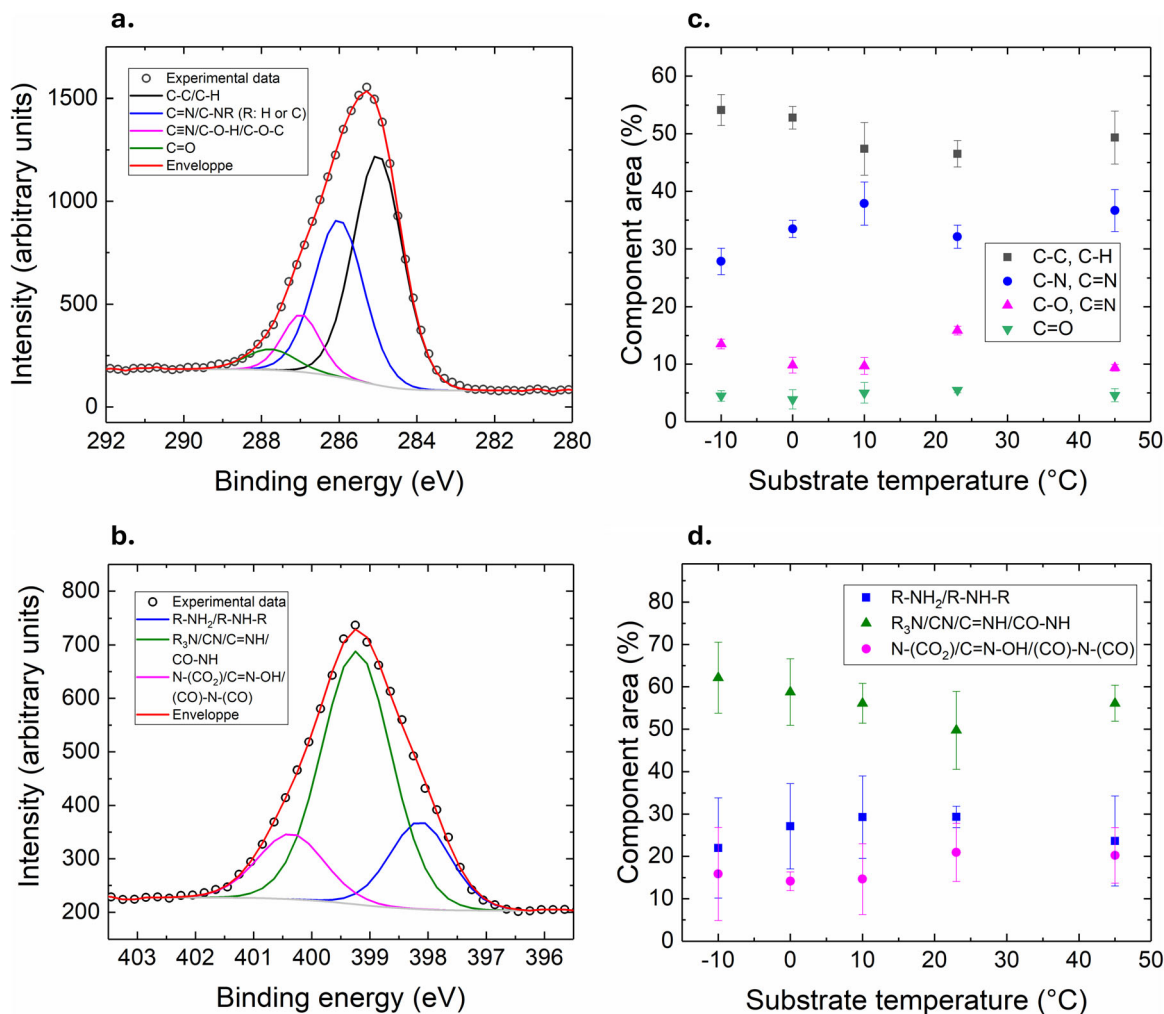 a.
Intensity (arbitrary units)
1500
1000
500
0
Experimental data
C-C/C-H
C=N/C-NR (R: H or C)
C≡N/C-O-H/C-O-C
C=O
Enveloppe
292 290 288 286 284 282 280
Binding energy (eV)
c.
Component area (%)
60
50
40
30
20
10
0
C-C, C-H
C-N, C=N
C-O, C≡N
C=O
-10 0 10 20 30 40 50
Substrate temperature (°C)
b.
Intensity (arbitrary units)
800
700
600
500
400
300
200
Experimental data
R-NH₂/R-NH-R
R₃N/CN/C=NH/
CO-NH
N-(CO₂)/C=N-OH/
(CO)-N-(CO)
Enveloppe
403 402 401 400 399 398 397 396
Binding energy (eV)
d.
Component area (%)
80
70
60
50
40
30
20
10
0
R-NH₂/R-NH-R
R₃N/CN/C=NH/CO-NH
N-(CO₂)/C=N-OH/(CO)-N-(CO)
-10 0 10 20 30 40 50
Substrate temperature (°C)